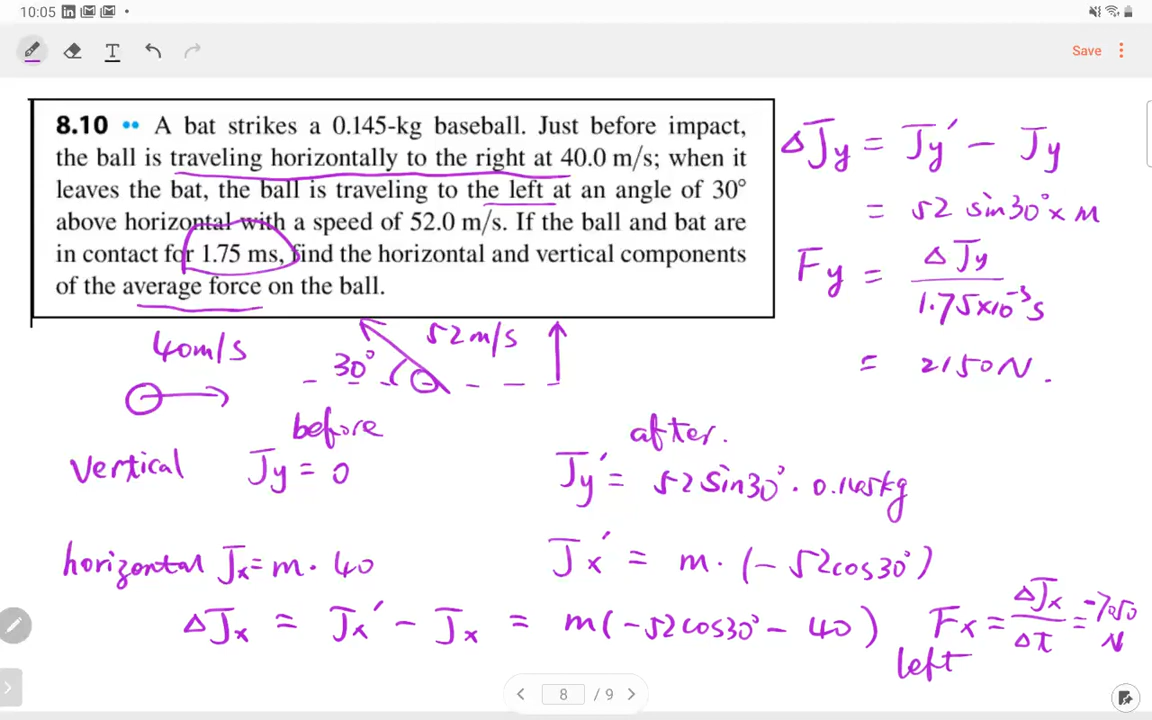 10:05
Save
8.10 •• A bat strikes a 0.145-kg baseball. Just before impact,
the ball is traveling horizontally to the right at 40.0 m/s; when it
leaves the bat, the ball is traveling to the left at an angle of 30°
above horizontal with a speed of 52.0 m/s. If the ball and bat are
in contact for 1.75 ms, find the horizontal and vertical components
of the average force on the ball.
ΔJy = Jy' - Jy
= 52 sin30° x m
Fy = ΔJy / 1.75x10⁻³s
= 2150N.
40m/s
30°
52m/s
before
after.
Vertical Jy = 0
Jy' = 52 sin30° · 0.145kg
horizontal Jx = m · 40
Jx' = m · (- 52cos30°)
ΔJx = Jx' - Jx = m(-52cos30° - 40)
Fx = ΔJx / Δt = -7050 N
left
8 / 9